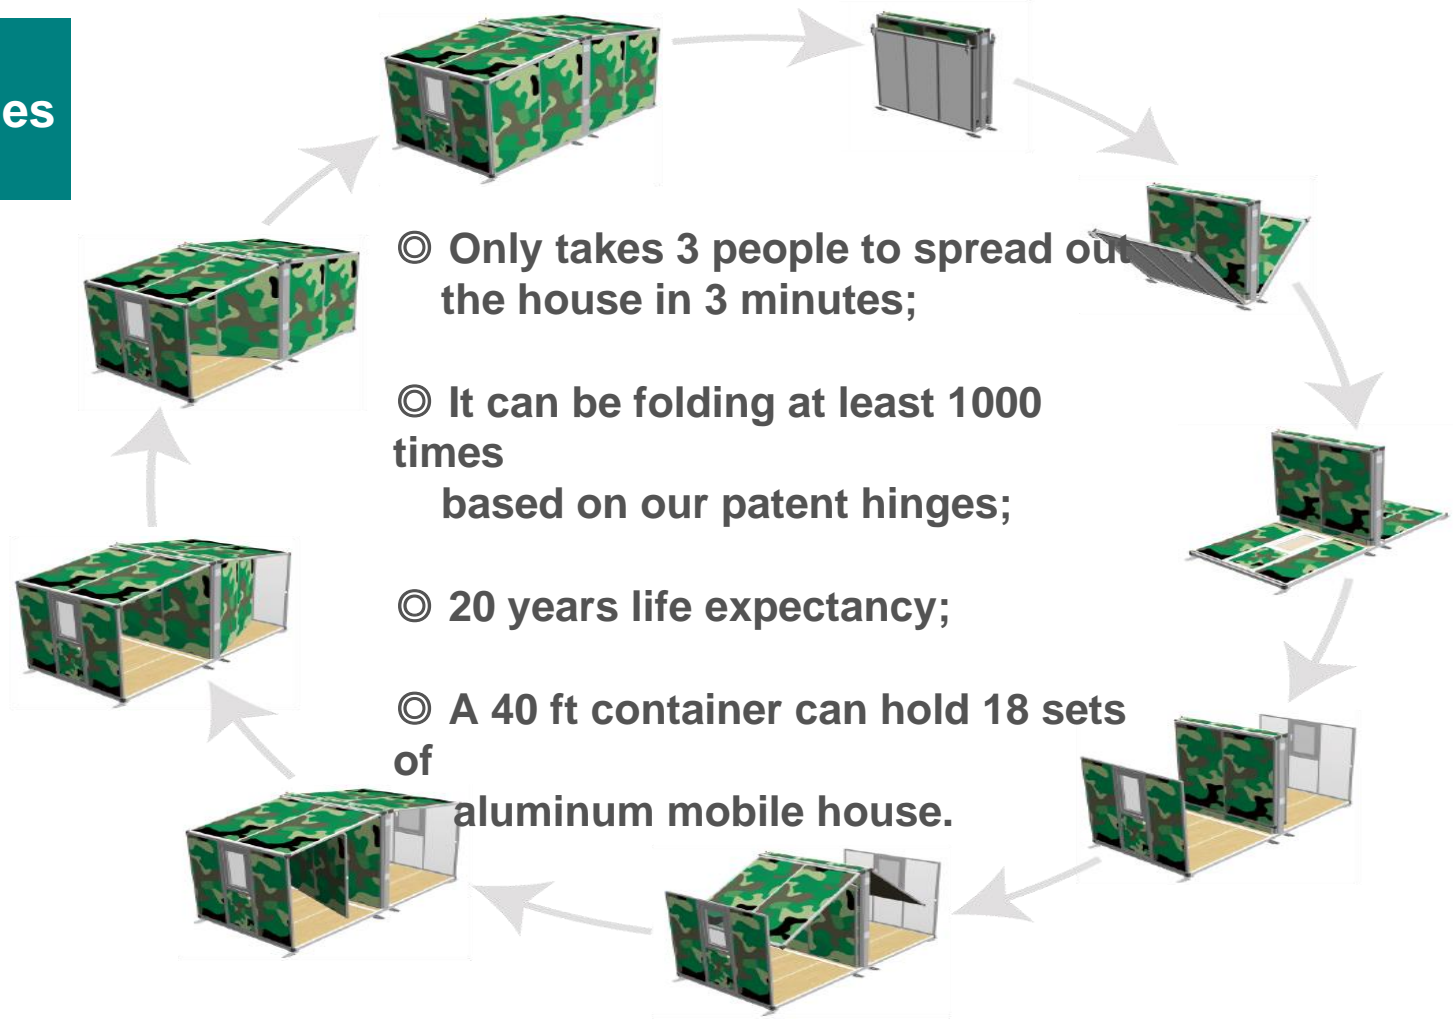 es
◎ Only takes 3 people to spread out
the house in 3 minutes;
◎ It can be folding at least 1000
times
based on our patent hinges;
◎ 20 years life expectancy;
◎ A 40 ft container can hold 18 sets
of
aluminum mobile house.